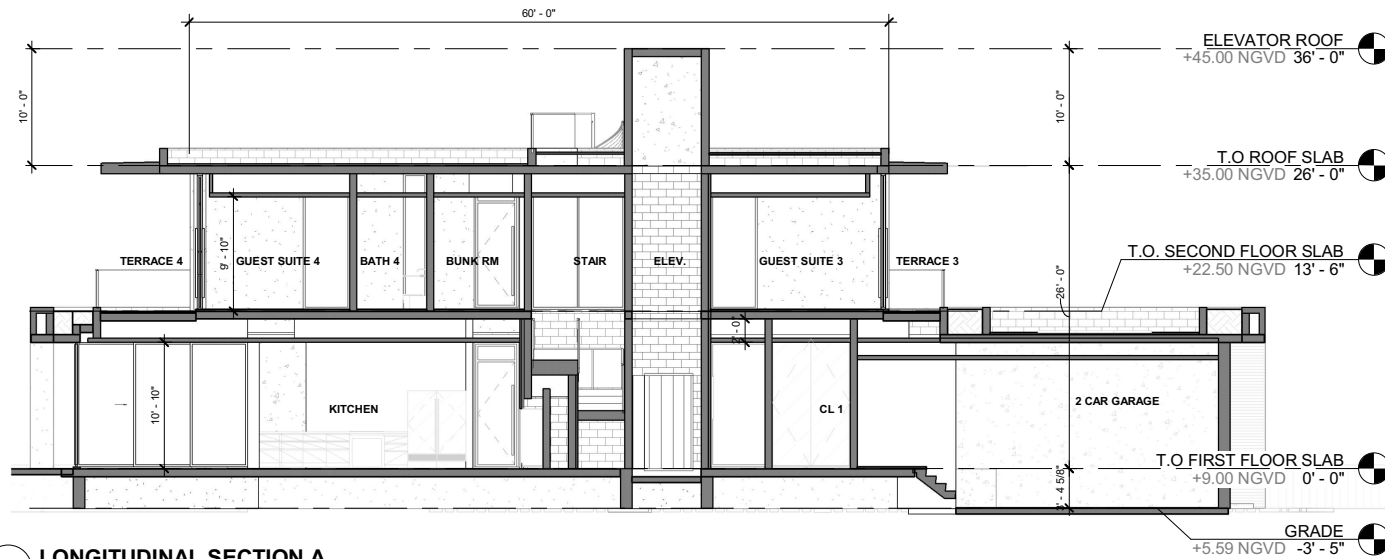 60' - 0"
ELEVATOR ROOF
+45.00 NGVD 36' - 0"
10' - 0"
10' - 0"
T.O ROOF SLAB
+35.00 NGVD 26' - 0"
T.O. SECOND FLOOR SLAB
+22.50 NGVD 13' - 6"
TERRACE 4
9' - 10"
GUEST SUITE 4
BATH 4
BUNK RM
STAIR
ELEV.
GUEST SUITE 3
TERRACE 3
26' - 0"
2' - 0"
10' - 10"
KITCHEN
CL 1
2 CAR GARAGE
T.O FIRST FLOOR SLAB
+9.00 NGVD 0' - 0"
3' - 4 5/8"
GRADE
+5.59 NGVD -3' - 5"
LONGITUDINAL SECTION A